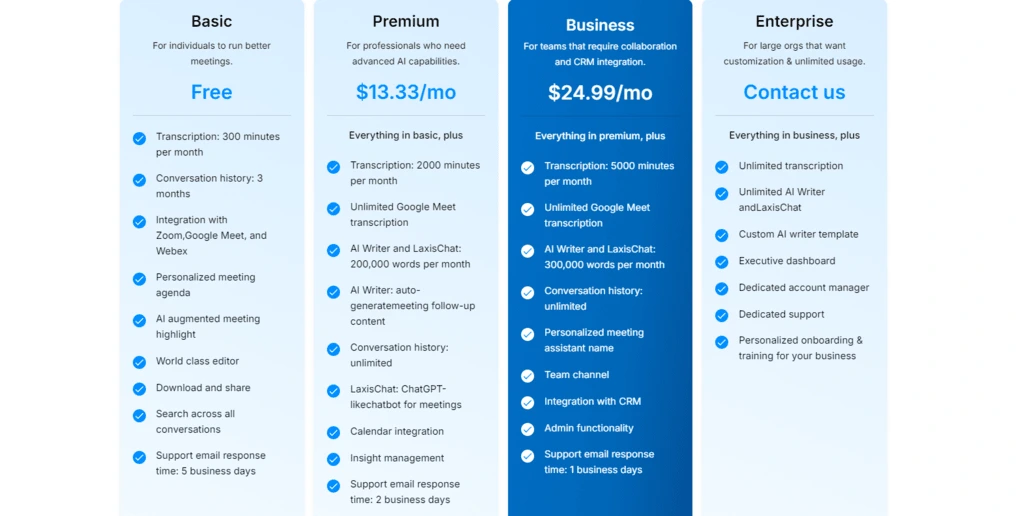 Basic
For individuals to run better
meetings.
Free
Transcription: 300 minutes
per month
Conversation history: 3
months
Integration with
Zoom,Google Meet, and
Webex
Personalized meeting
agenda
AI augmented meeting
highlight
World class editor
Download and share
Search across all
conversations
Support email response
time: 5 business days
Premium
For professionals who need
advanced AI capabilities.
$13.33/mo
Everything in basic, plus
Transcription: 2000 minutes
per month
Unlimited Google Meet
transcription
AI Writer and LaxisChat:
200,000 words per month
AI Writer: auto-
generatemeeting follow-up
content
Conversation history:
unlimited
LaxisChat: ChatGPT-
likechatbot for meetings
Calendar integration
Insight management
Support email response
time: 2 business days
Business
For teams that require collaboration
and CRM integration.
$24.99/mo
Everything in premium, plus
Transcription: 5000 minutes
per month
Unlimited Google Meet
transcription
AI Writer and LaxisChat:
300,000 words per month
Conversation history:
unlimited
Personalized meeting
assistant name
Team channel
Integration with CRM
Admin functionality
Support email response
time: 1 business days
Enterprise
For large orgs that want
customization & unlimited usage.
Contact us
Everything in business, plus
Unlimited transcription
Unlimited AI Writer
andLaxisChat
Custom AI writer template
Executive dashboard
Dedicated account manager
Dedicated support
Personalized onboarding &
training for your business